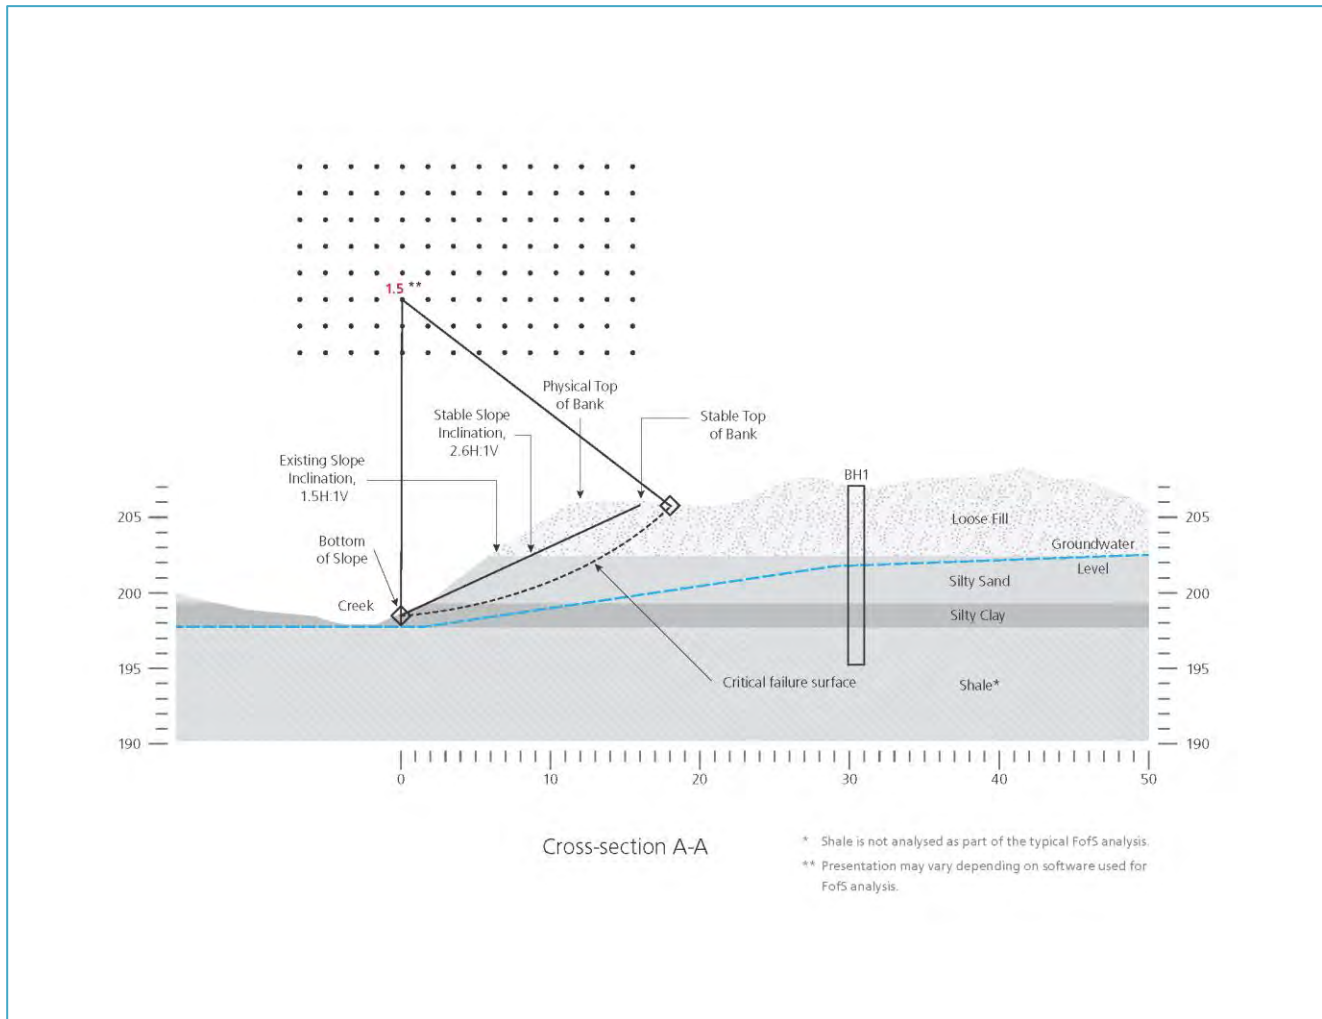 1.5 **
Physical Top
of Bank
Stable Slope
Inclination,
2.6H:1V
Stable Top
of Bank
Existing Slope
Inclination,
1.5H:1V
BH1
205
205
Loose Fill
Bottom
of Slope
Groundwater
Level
Silty Sand
200
200
Creek
Silty Clay
195
195
Critical failure surface
Shale*
190
190
0
10
20
30
40
50
Cross-section A-A
* Shale is not analysed as part of the typical FofS analysis.
** Presentation may vary depending on software used for
FofS analysis.